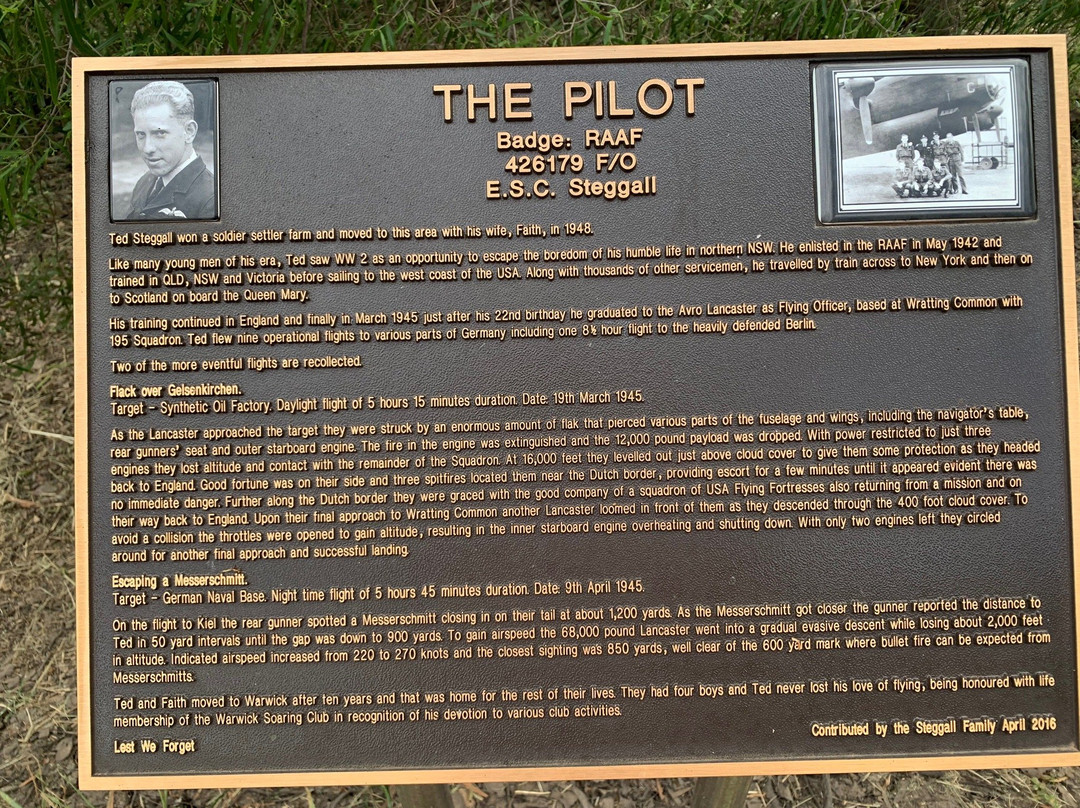 THE PILOT
Badge: RAAF
426179 F/O
E.S.C. Steggall
Ted Steggall won a soldier settler farm and moved to this area with his wife, Faith, in 1948.
Like many young men of his era, Ted saw WW 2 as an opportunity to escape the boredom of his humble life in northern NSW. He enlisted in the RAAF in May 1942 and
trained in QLD, NSW and Victoria before sailing to the west coast of the USA. Along with thousands of other servicemen, he travelled by train across to New York and then on
to Scotland on board the Queen Mary.
His training continued in England and finally in March 1945 just after his 22nd birthday he graduated to the Avro Lancaster as Flying Officer, based at Wratting Common with
195 Squadron. Ted flew nine operational flights to various parts of Germany including one 8½ hour flight to the heavily defended Berlin.
Two of the more eventful flights are recollected.
Flack over Gelsenkirchen.
Target - Synthetic Oil Factory. Daylight flight of 5 hours 15 minutes duration. Date: 19th March 1945.
As the Lancaster approached the target they were struck by an enormous amount of flak that pierced various parts of the fuselage and wings, including the navigator's table,
rear gunners' seat and outer starboard engine. The fire in the engine was extinguished and the 12,000 pound payload was dropped. With power restricted to just three
engines they lost altitude and contact with the remainder of the Squadron. At 16,000 feet they levelled out just above cloud cover to give them some protection as they headed
back to England. Good fortune was on their side and three spitfires located them near the Dutch border, providing escort for a few minutes until it appeared evident there was
no immediate danger. Further along the Dutch border they were graced with the good company of a squadron of USA Flying Fortresses also returning from a mission and on
their way back to England. Upon their final approach to Wratting Common another Lancaster loomed in front of them as they descended through the 400 foot cloud cover. To
avoid a collision the throttles were opened to gain altitude, resulting in the inner starboard engine overheating and shutting down. With only two engines left they circled
around for another final approach and successful landing.
Escaping a Messerschmitt.
Target - German Naval Base. Night time flight of 5 hours 45 minutes duration. Date: 9th April 1945.
On the flight to Kiel the rear gunner spotted a Messerschmitt closing in on their tail at about 1,200 yards. As the Messerschmitt got closer the gunner reported the distance to
Ted in 50 yard intervals until the gap was down to 900 yards. To gain airspeed the 68,000 pound Lancaster went into a gradual evasive descent while losing about 2,000 feet
in altitude. Indicated airspeed increased from 220 to 270 knots and the closest sighting was 850 yards, well clear of the 600 yard mark where bullet fire can be expected from
Messerschmitts.
Ted and Faith moved to Warwick after ten years and that was home for the rest of their lives. They had four boys and Ted never lost his love of flying, being honoured with life
membership of the Warwick Soaring Club in recognition of his devotion to various club activities.
Lest We Forget
Contributed by the Steggall Family April 2016